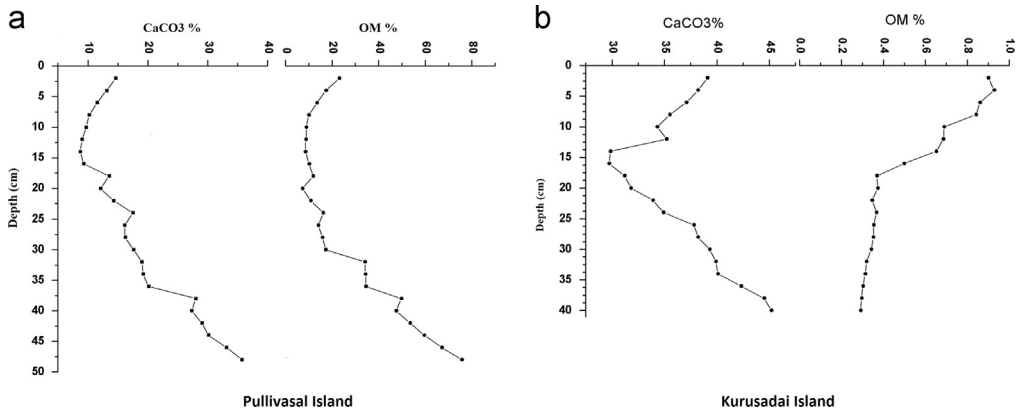 a
b
CaCO3 % OM %
10 20 30 40 0 20 40 60 80
0
5
10
15
20
25
30
35
40
45
50
Depth (cm)
Pullivasal Island
CaCO3% OM %
30 35 40 45 0.0 0.2 0.4 0.6 0.8 1.0
0
5
10
15
20
25
30
35
40
Depth (cm)
Kurusadai Island